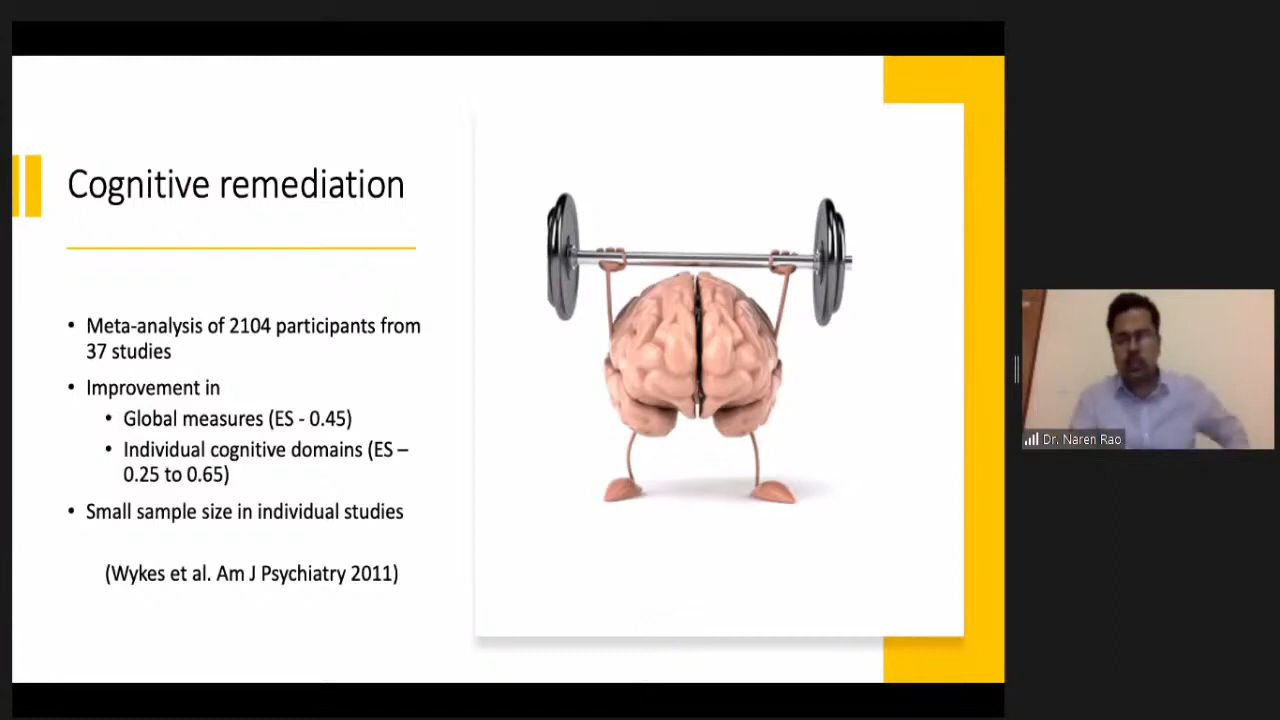 Cognitive remediation
• Meta-analysis of 2104 participants from
37 studies
• Improvement in
• Global measures (ES - 0.45)
• Individual cognitive domains (ES –
0.25 to 0.65)
• Small sample size in individual studies
(Wykes et al. Am J Psychiatry 2011)
Dr. Naren Rao